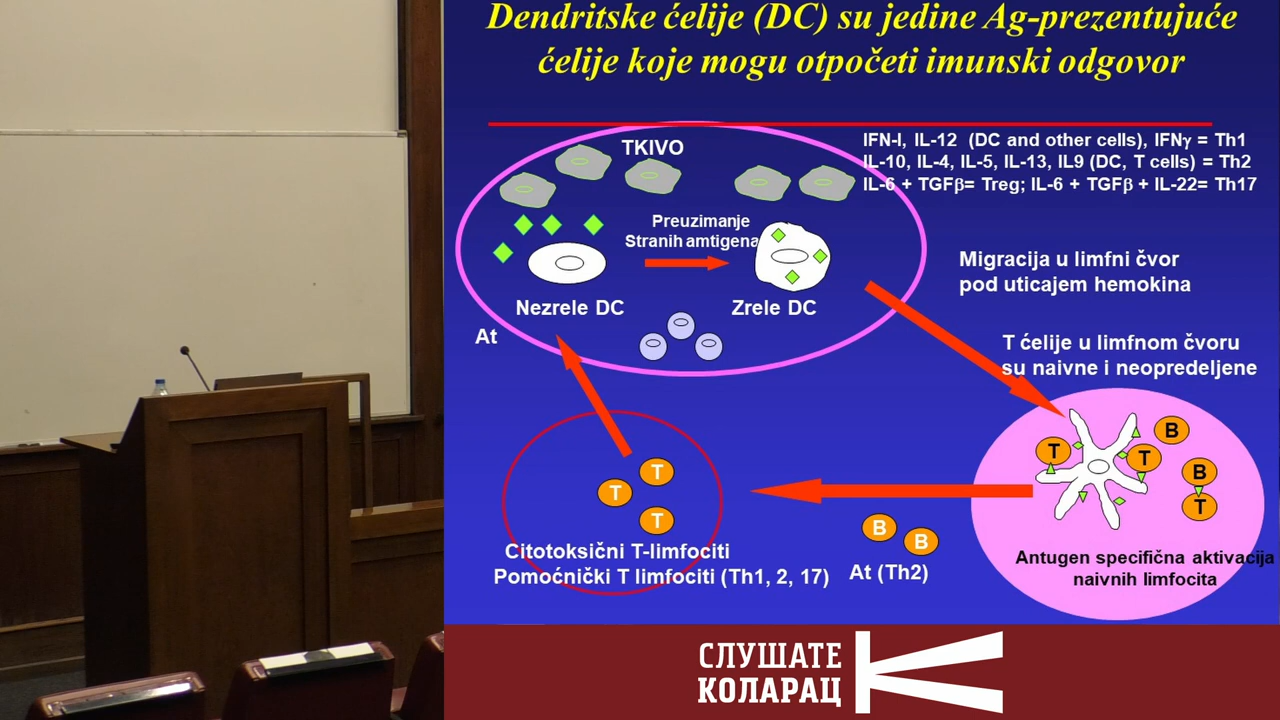 Dendritske ćelije (DC) su jedine Ag-prezentujuće
ćelije koje mogu otpočeti imunski odgovor
TKIVO
IFN-I, IL-12 (DC and other cells), IFNγ = Th1
IL-10, IL-4, IL-5, IL-13, IL9 (DC, T cells) = Th2
IL-6 + TGFβ= Treg; IL-6 + TGFβ + IL-22= Th17
Preuzimanje
Stranih amtigena
Nezrele DC
Zrele DC
At
Migracija u limfni čvor
pod uticajem hemokina
T ćelije u limfnom čvoru
su naivne i neopredeljene
T
T
B
B
T
Antugen specifična aktivacija
naivnih limfocita
T
T
T
Citotoksični T-limfociti
Pomoćnički T limfociti (Th1, 2, 17)
B
B
At (Th2)
СЛУШАТЕ
КОЛАРАЦ